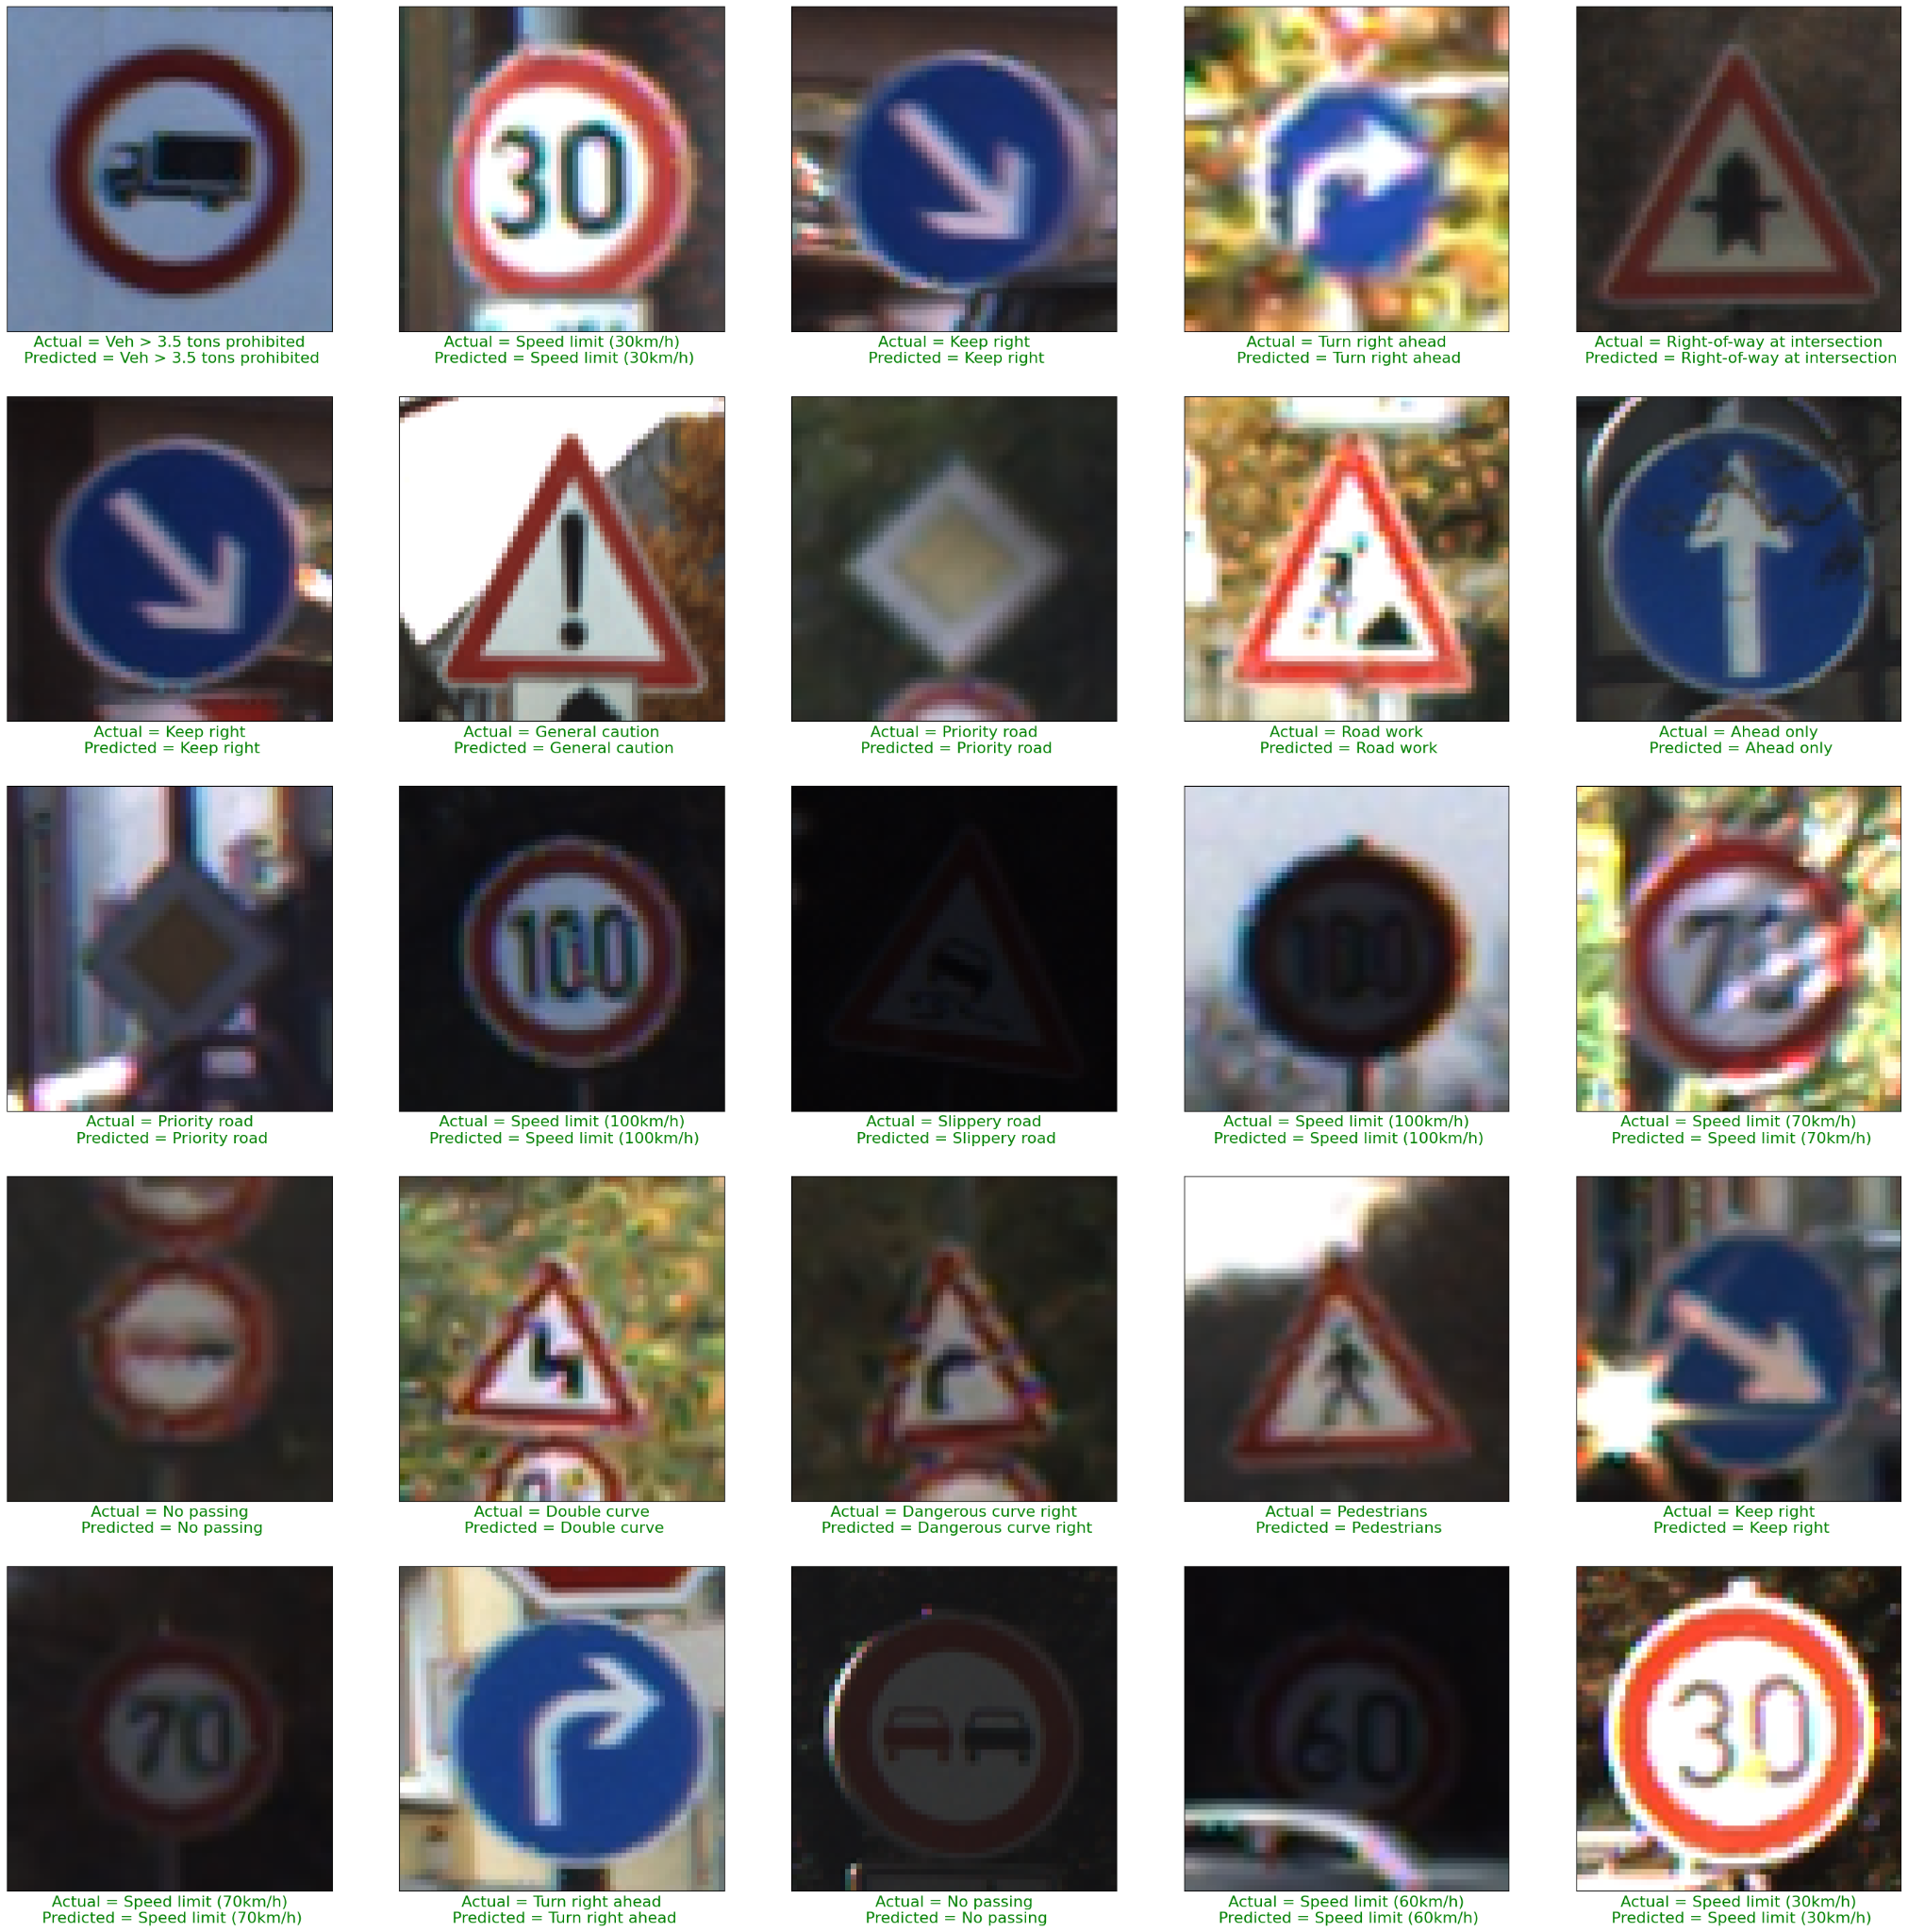 30
Actual = Veh > 3.5 tons prohibited
Predicted = Veh > 3.5 tons prohibited
Actual = Speed limit (30km/h)
Predicted = Speed limit (30km/h)
Actual = Keep right
Predicted = Keep right
Actual = Turn right ahead
Predicted = Turn right ahead
Actual = Right-of-way at intersection
Predicted = Right-of-way at intersection
!
Actual = Keep right
Predicted = Keep right
Actual = General caution
Predicted = General caution
Actual = Priority road
Predicted = Priority road
Actual = Road work
Predicted = Road work
Actual = Ahead only
Predicted = Ahead only
100
100
Actual = Priority road
Predicted = Priority road
Actual = Speed limit (100km/h)
Predicted = Speed limit (100km/h)
Actual = Slippery road
Predicted = Slippery road
Actual = Speed limit (100km/h)
Predicted = Speed limit (100km/h)
Actual = Speed limit (70km/h)
Predicted = Speed limit (70km/h)
Actual = No passing
Predicted = No passing
Actual = Double curve
Predicted = Double curve
Actual = Dangerous curve right
Predicted = Dangerous curve right
Actual = Pedestrians
Predicted = Pedestrians
Actual = Keep right
Predicted = Keep right
70
60
30
Actual = Speed limit (70km/h)
Predicted = Speed limit (70km/h)
Actual = Turn right ahead
Predicted = Turn right ahead
Actual = No passing
Predicted = No passing
Actual = Speed limit (60km/h)
Predicted = Speed limit (60km/h)
Actual = Speed limit (30km/h)
Predicted = Speed limit (30km/h)